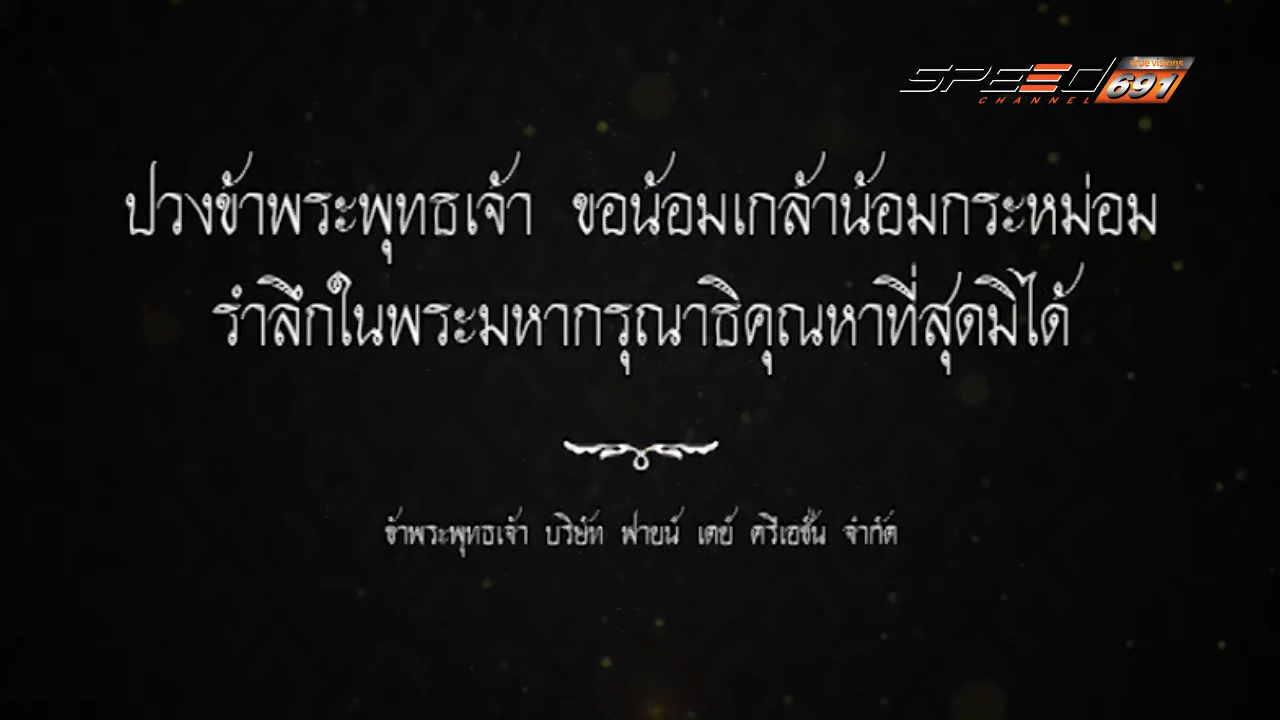 SPEED
CHANNEL
true visions
691
ปวงข้าพระพุทธเจ้า ขอน้อมเกล้าน้อมกระหม่อม
รำลึกในพระมหากรุณาธิคุณหาที่สุดมิได้
ข้าพระพุทธเจ้า บริษัท ฟายน์ เดย์ ครีเอชั่น จำกัด